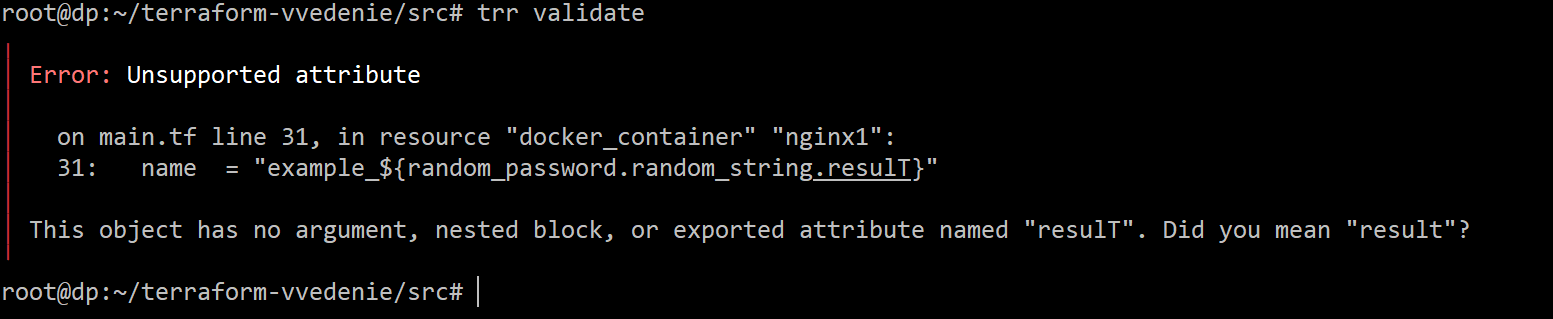 root@dp:~/terraform-vvedenie/src# trr validate
Error: Unsupported attribute
on main.tf line 31, in resource "docker_container" "nginx1":
31:   name  = "example_${random_password.random_string.resulT}"
This object has no argument, nested block, or exported attribute named "resulT". Did you mean "result"?
root@dp:~/terraform-vvedenie/src#